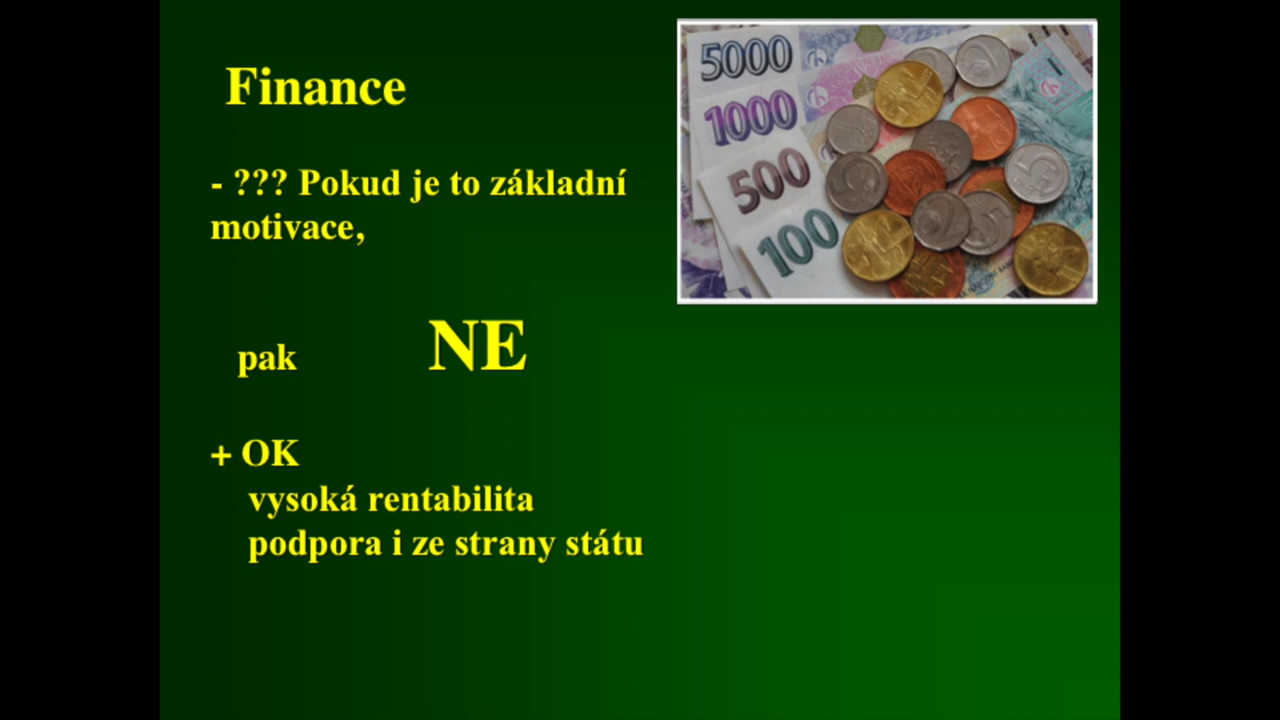 Finance
- ??? Pokud je to základní
motivace,
pak NE
+ OK
vysoká rentabilita
podpora i ze strany státu
5000
1000
500
100